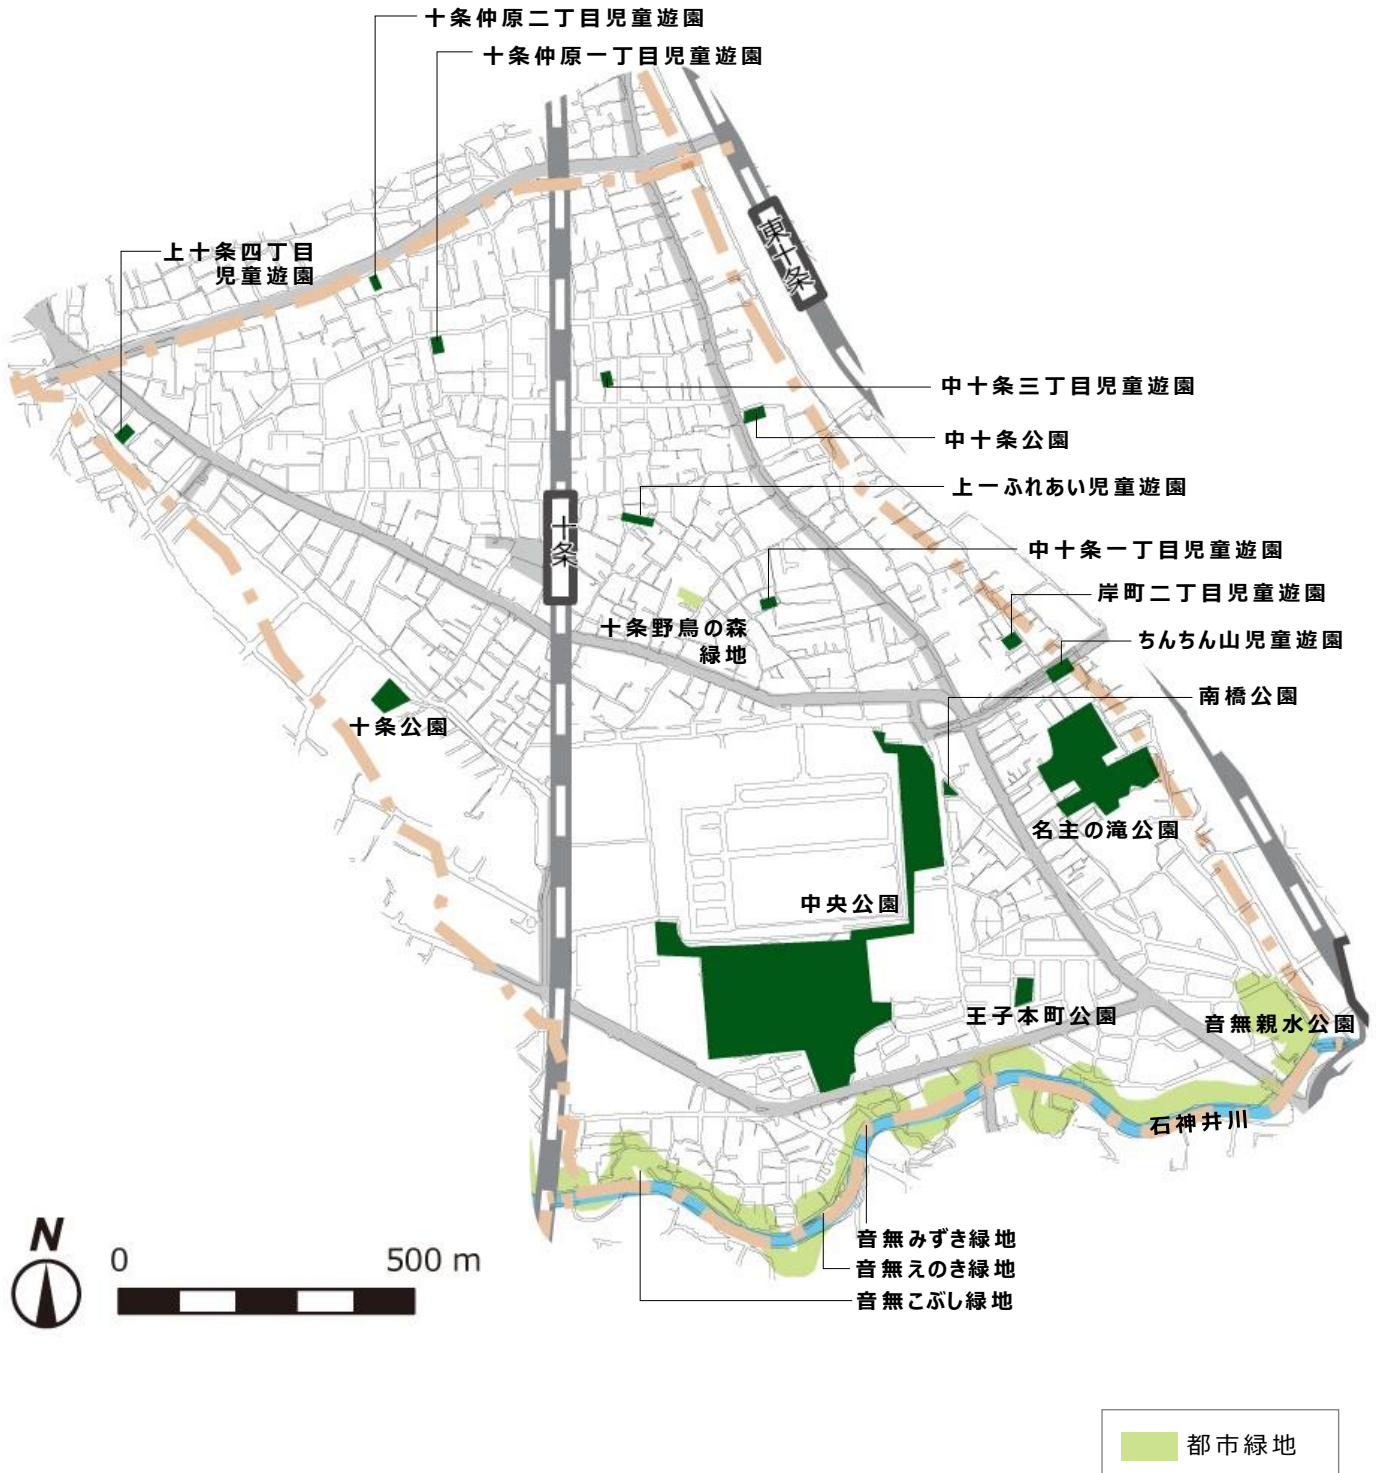 十条仲原二丁目児童遊園
十条仲原一丁目児童遊園
東十条
上十条四丁目
児童遊園
中十条三丁目児童遊園
中十条公園
上一ふれあい児童遊園
十条
中十条一丁目児童遊園
岸町二丁目児童遊園
十条野鳥の森
緑地
ちんちん山児童遊園
南橋公園
十条公園
名主の滝公園
中央公園
王子本町公園
音無親水公園
石神井川
音無みずき緑地
音無えのき緑地
音無こぶし緑地
N
0 500 m
都市緑地